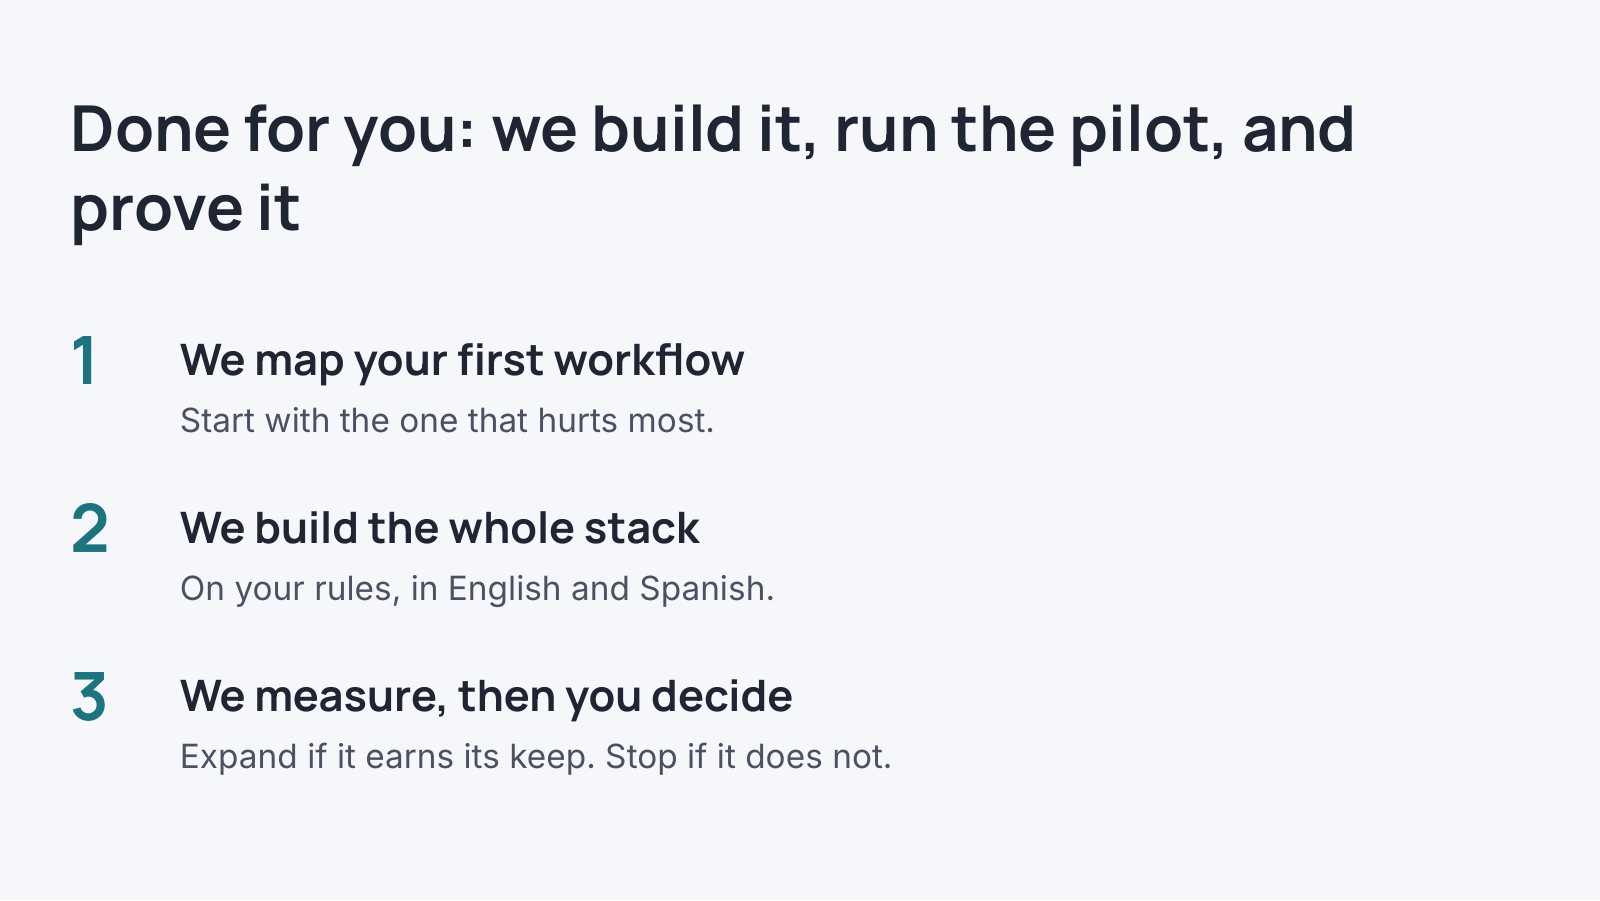 Done for you: we build it, run the pilot, and
prove it
1
We map your first workflow
Start with the one that hurts most.
2
We build the whole stack
On your rules, in English and Spanish.
3
We measure, then you decide
Expand if it earns its keep. Stop if it does not.